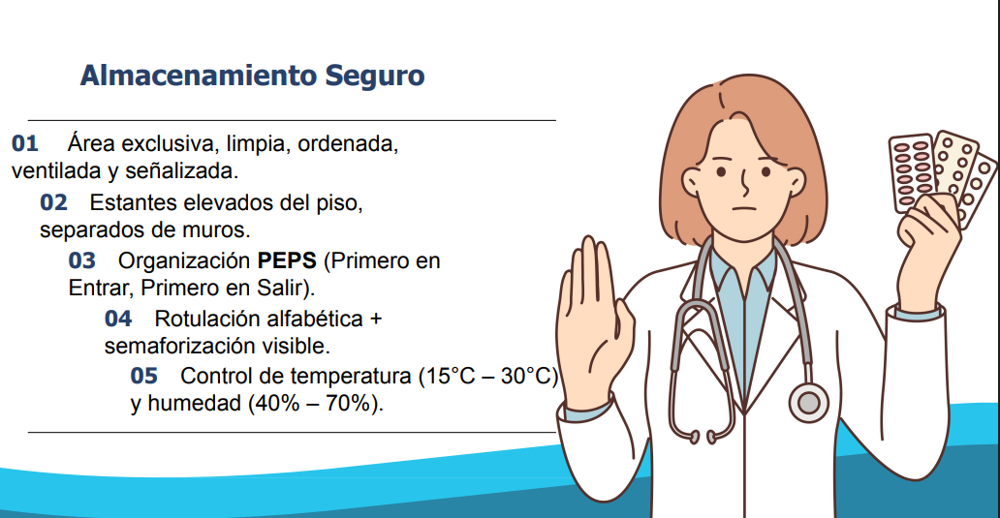 Almacenamiento Seguro
01 Área exclusiva, limpia, ordenada,
ventilada y señalizada.
02 Estantes elevados del piso,
separados de muros.
03 Organización PEPS (Primero en
Entrar, Primero en Salir).
04 Rotulación alfabética +
semaforización visible.
05 Control de temperatura (15°C – 30°C)
y humedad (40% – 70%).